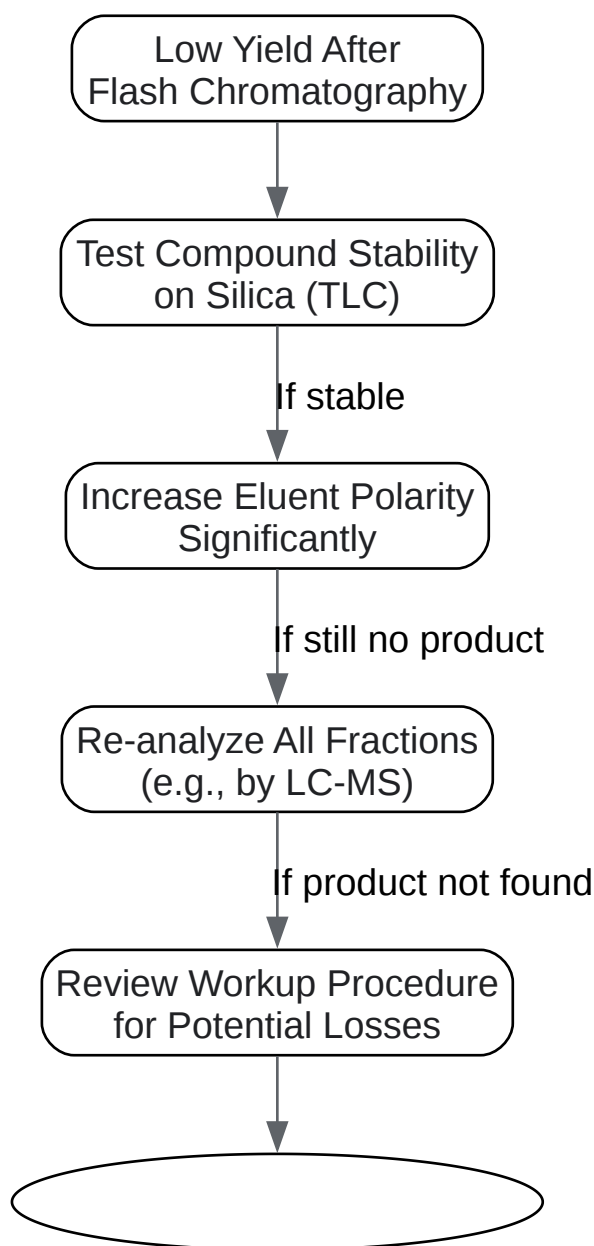 Low Yield After
Flash Chromatography
Test Compound Stability
on Silica (TLC)
If stable
Increase Eluent Polarity
Significantly
If still no product
Re-analyze All Fractions
(e.g., by LC-MS)
If product not found
Review Workup Procedure
for Potential Losses